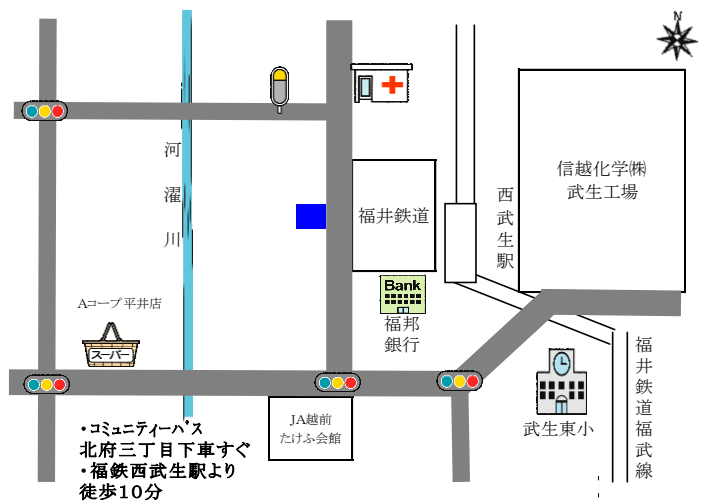 N
信越化学㈱
武生工場
河濯川
西武生駅
福井鉄道
Bank
福邦
銀行
Aコープ平井店
スーパー
福井鉄道福武線
武生東小
JA越前
たけふ会館
・コミュニティーバス
北府三丁目下車すぐ
・福鉄西武生駅より
徒歩10分